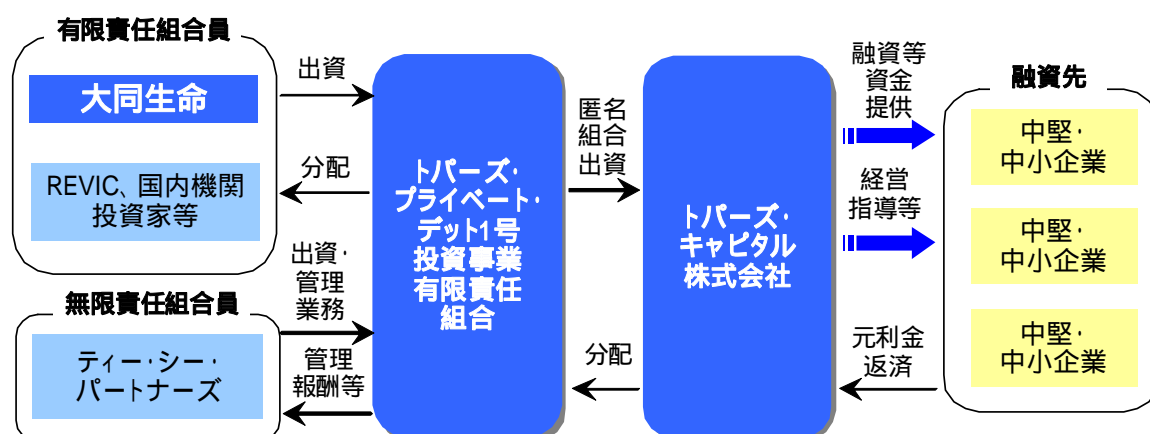 有限責任組合員
大同生命
REVIC、国内機関
投資家等
無限責任組合員
ティー・シー・
パートナーズ
出資
分配
出資・
管理
業務
管理
報酬等
トパーズ・
プライベート・
デット1号
投資事業
有限責任
組合
匿名
組合
出資
分配
トパーズ・
キャピタル
株式会社
融資等
資金
提供
経営
指導等
元利金
返済
融資先
中堅・
中小企業
中堅・
中小企業
中堅・
中小企業